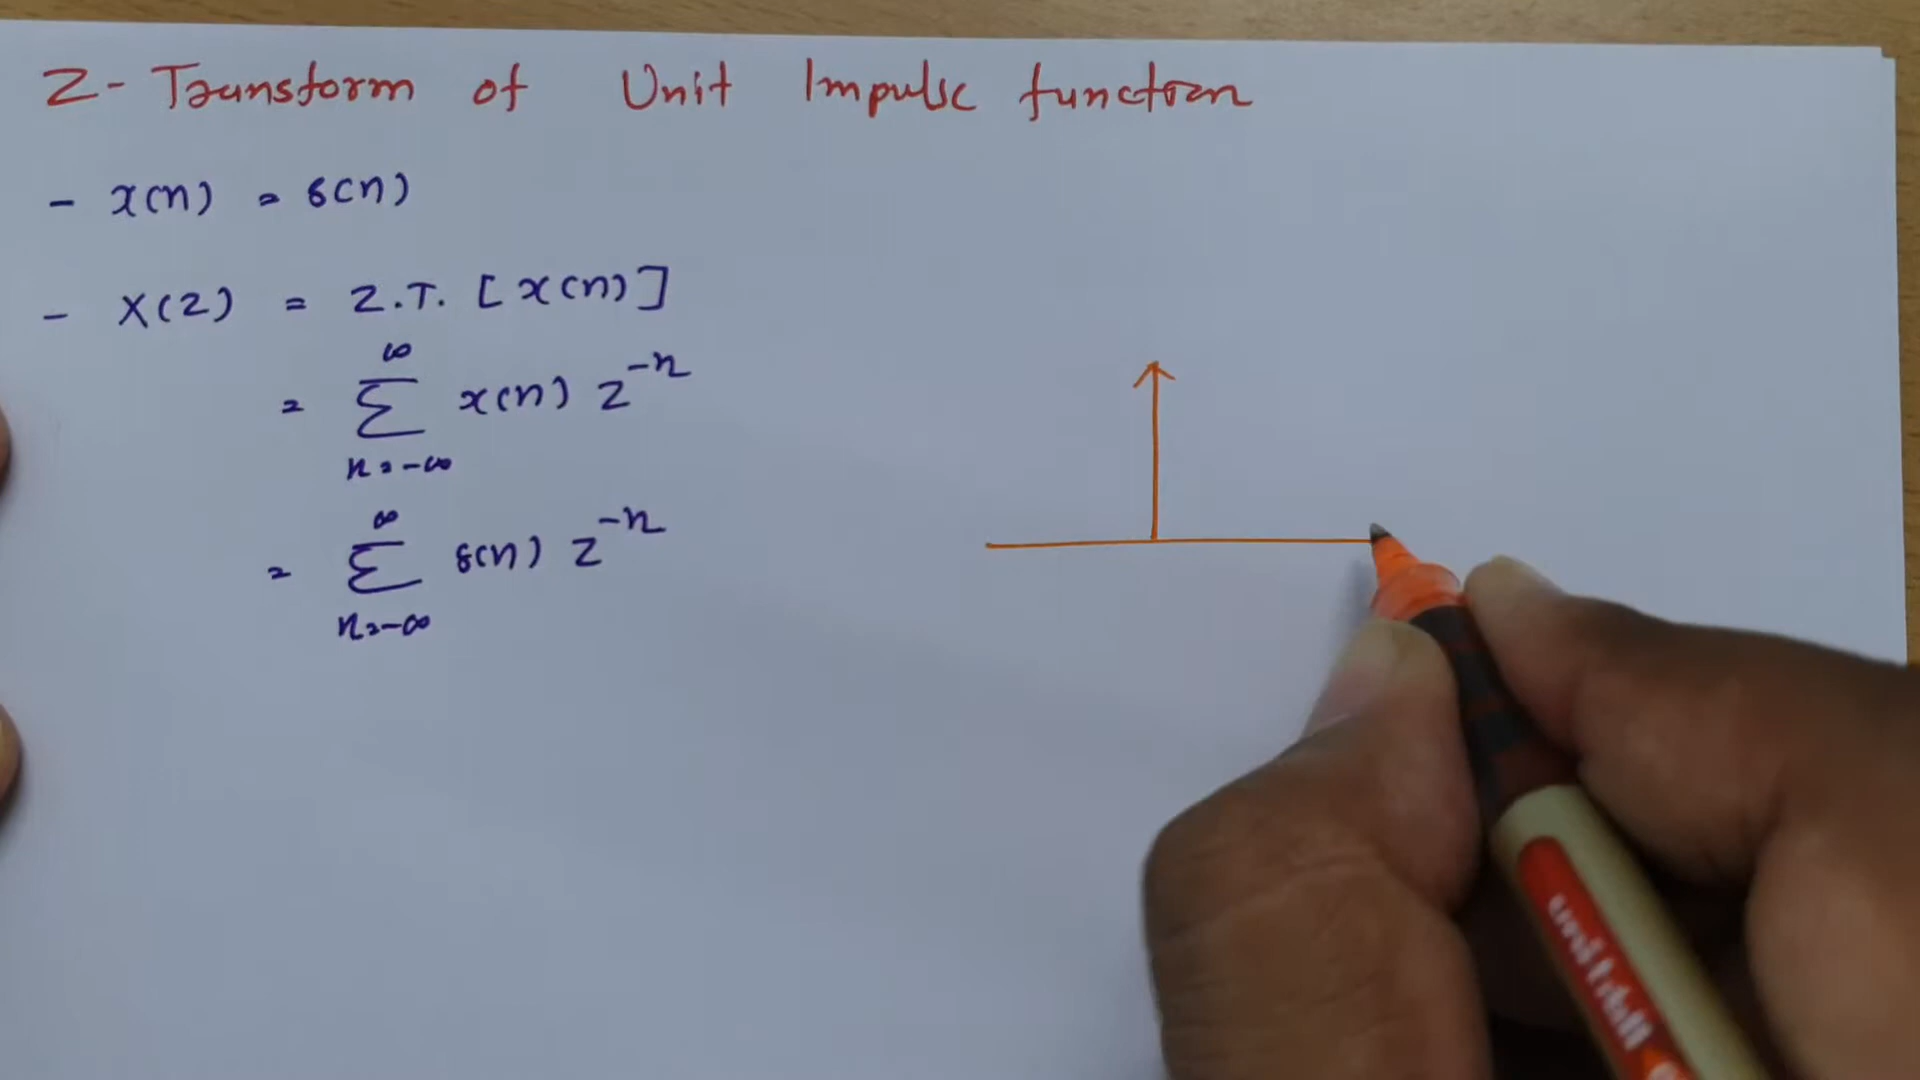 Z-Transform of Unit Impulse function
- x(n) = δ(n)
- X(Z) = Z.T. [x(n)]
∞
= Σ x(n) z^-n
n=-∞
∞
= Σ δ(n) z^-n
n=-∞